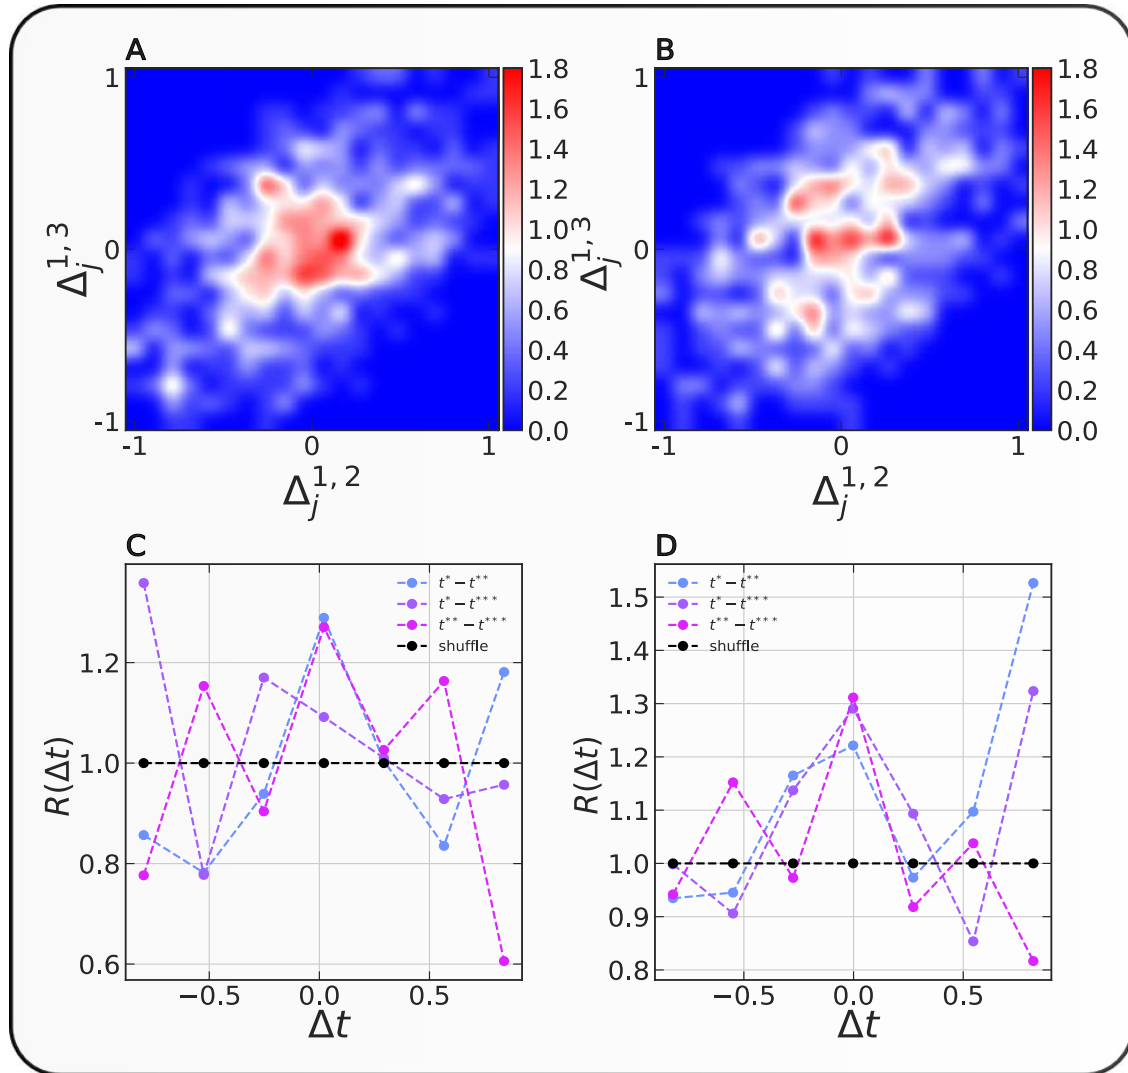 A
B
1
0
-1
-1
0
1
Δ_j^{1,3}
Δ_j^{1,2}
1.8
1.6
1.4
1.2
1.0
0.8
0.6
0.4
0.2
0.0
1
0
-1
-1
0
1
Δ_j^{1,3}
Δ_j^{1,2}
1.8
1.6
1.4
1.2
1.0
0.8
0.6
0.4
0.2
0.0
C
t* − t**
t* − t***
t** − t***
shuffle
1.2
1.0
0.8
0.6
R(Δt)
−0.5
0.0
0.5
Δt
D
t* − t**
t* − t***
t** − t***
shuffle
1.5
1.4
1.3
1.2
1.1
1.0
0.9
0.8
R(Δt)
−0.5
0.0
0.5
Δt